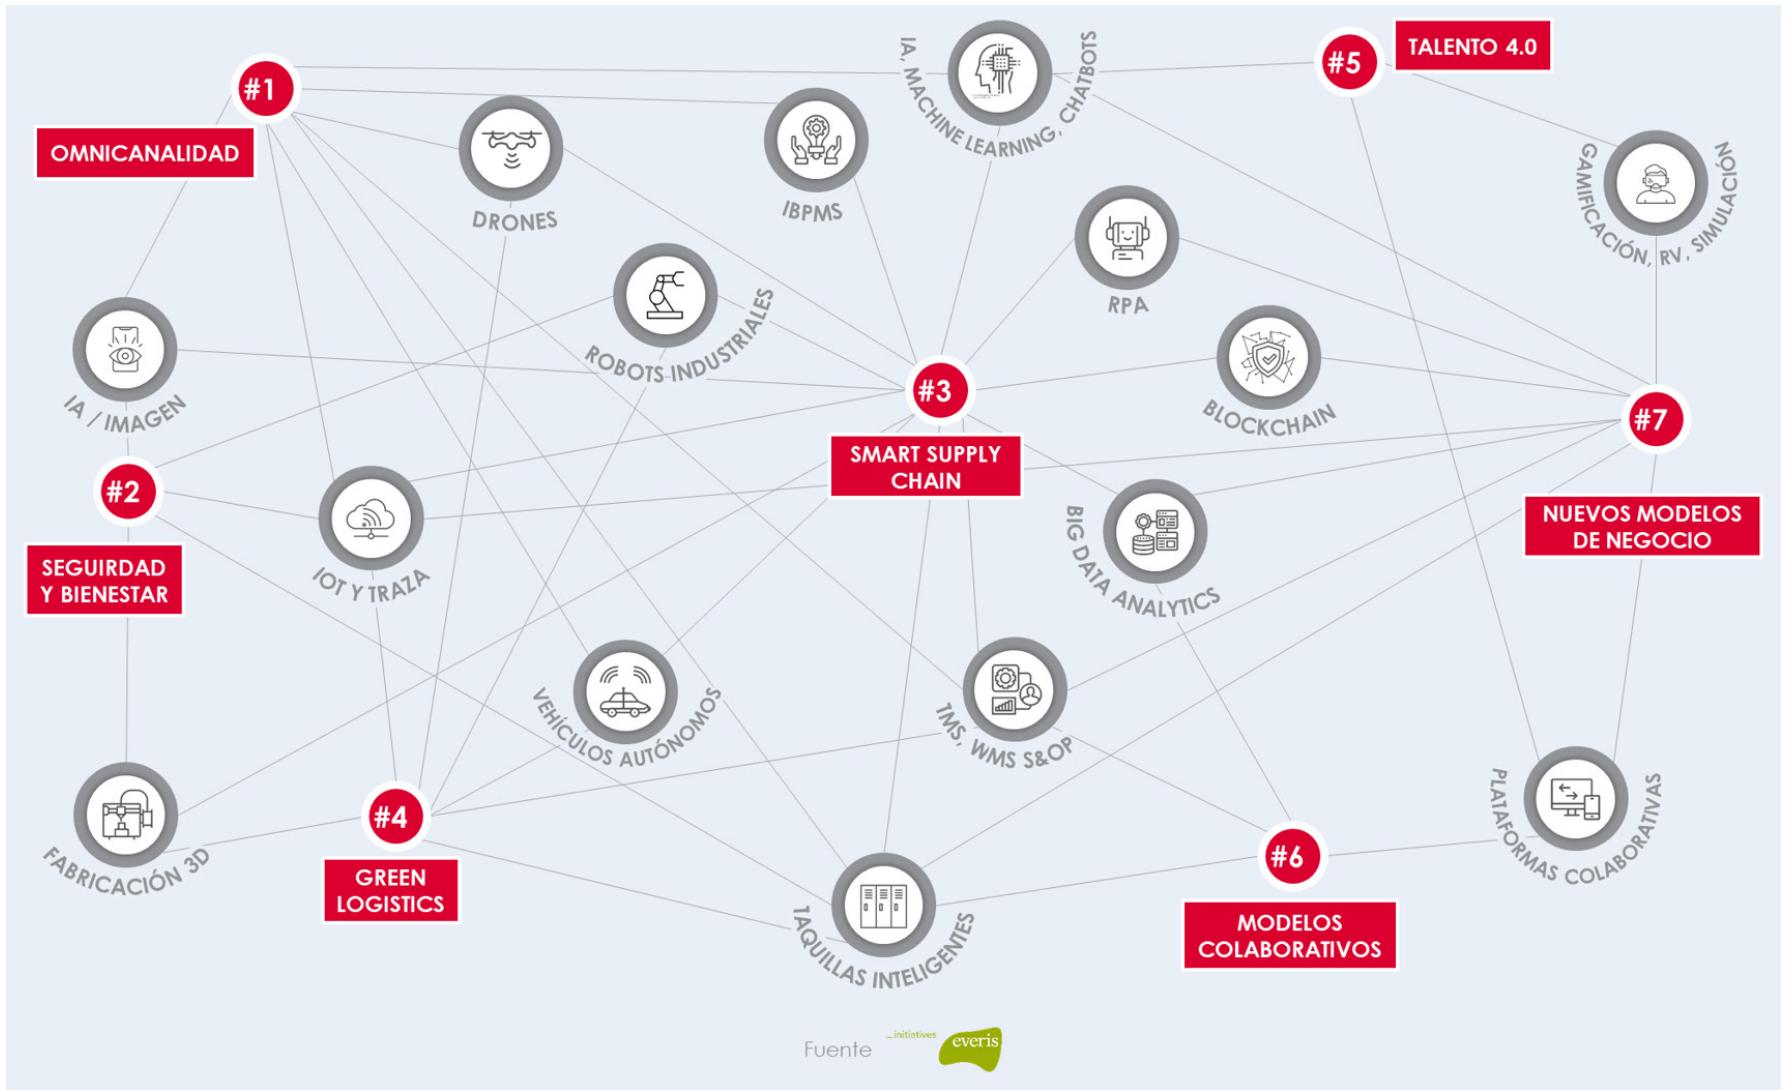 #1
OMNICANALIDAD
DRONES
IBPMS
IA, MACHINE LEARNING, CHATBOTS
#5
TALENTO 4.0
GAMIFICACIÓN, RV, SIMULACIÓN
ROBOTS INDUSTRIALES
RPA
IA / IMAGEN
BLOCKCHAIN
#3
SMART SUPPLY
CHAIN
#7
NUEVOS MODELOS
DE NEGOCIO
#2
SEGUIRDAD
Y BIENESTAR
IOT Y TRAZA
BIG DATA ANALYTICS
VEHÍCULOS AUTÓNOMOS
TMS, WMS S&OP
FABRICACIÓN 3D
#4
GREEN
LOGISTICS
TAQUILLAS INTELIGENTES
#6
MODELOS
COLABORATIVOS
PLATAFORMAS COLABORATIVAS
Fuente
...initiatives
everis